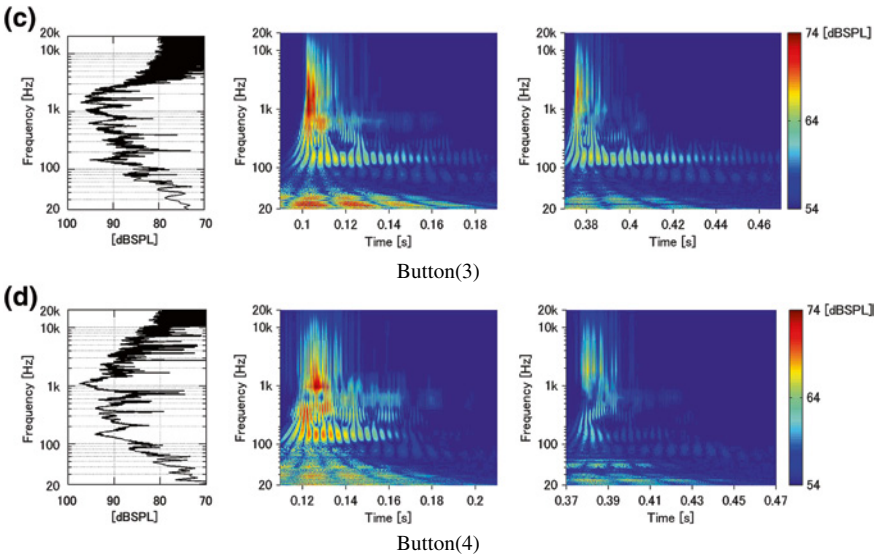 (c)
20k
10k
1k
100
20
100 90 80 70
[dBSPL]
Frequency [Hz]
20k
10k
1k
100
20
0.1 0.12 0.14 0.16 0.18
Time [s]
Frequency [Hz]
20k
10k
1k
100
20
0.38 0.4 0.42 0.44 0.46
Time [s]
Frequency [Hz]
74 [dBSPL]
64
54
Button(3)
(d)
20k
10k
1k
100
20
100 90 80 70
[dBSPL]
Frequency [Hz]
20k
10k
1k
100
20
0.12 0.14 0.16 0.18 0.2
Time [s]
Frequency [Hz]
20k
10k
1k
100
20
0.37 0.39 0.41 0.43 0.45 0.47
Time [s]
Frequency [Hz]
74 [dBSPL]
64
54
Button(4)